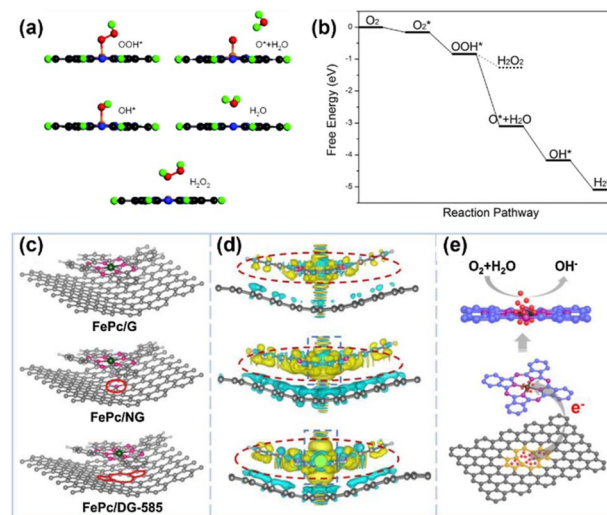 (a)
OOH*
O*+H₂O
OH*
H₂O
H₂O₂
(b)
Free Energy (eV)
0
-1
-2
-3
-4
-5
O₂
O₂*
OOH*
H₂O₂
O*+H₂O
OH*
H₂
Reaction Pathway
(c)
FePc/G
FePc/NG
FePc/DG-585
(d)
(e)
O₂+H₂O
OH⁻
e⁻